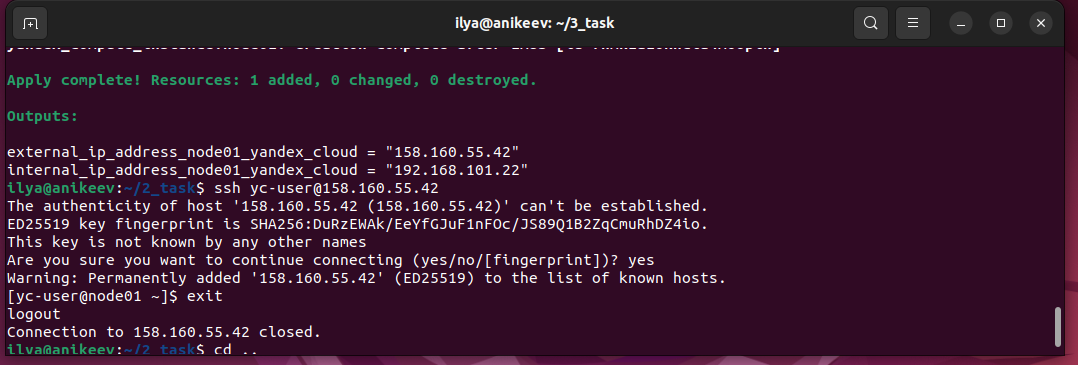 ilya@anikeev: ~/3_task
Apply complete! Resources: 1 added, 0 changed, 0 destroyed.
Outputs:
external_ip_address_node01_yandex_cloud = "158.160.55.42"
internal_ip_address_node01_yandex_cloud = "192.168.101.22"
ilya@anikeev:~/2_task$ ssh yc-user@158.160.55.42
The authenticity of host '158.160.55.42 (158.160.55.42)' can't be established.
ED25519 key fingerprint is SHA256:DuRzEWAk/EeYfGJuF1nFOc/JS89Q1B2ZqCmuRhDZ4io.
This key is not known by any other names
Are you sure you want to continue connecting (yes/no/[fingerprint])? yes
Warning: Permanently added '158.160.55.42' (ED25519) to the list of known hosts.
[yc-user@node01 ~]$ exit
logout
Connection to 158.160.55.42 closed.
ilya@anikeev:~/2_task$ cd ..